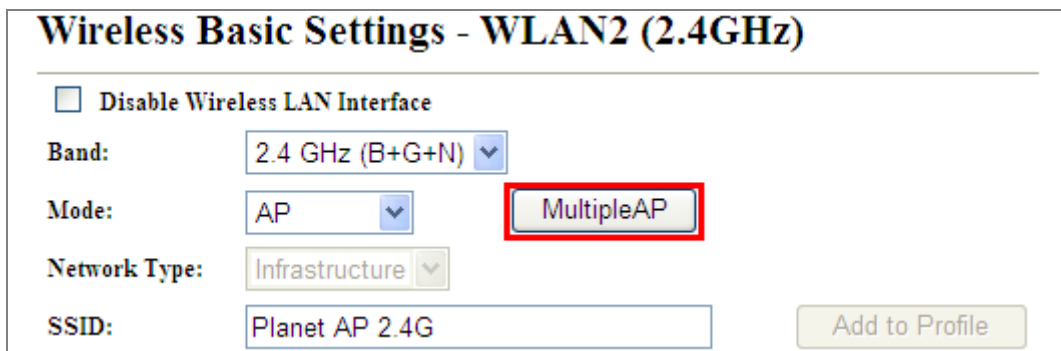 Wireless Basic Settings - WLAN2 (2.4GHz)
Disable Wireless LAN Interface
Band: 2.4 GHz (B+G+N)
Mode: AP MultipleAP
Network Type: Infrastructure
SSID: Planet AP 2.4G Add to Profile